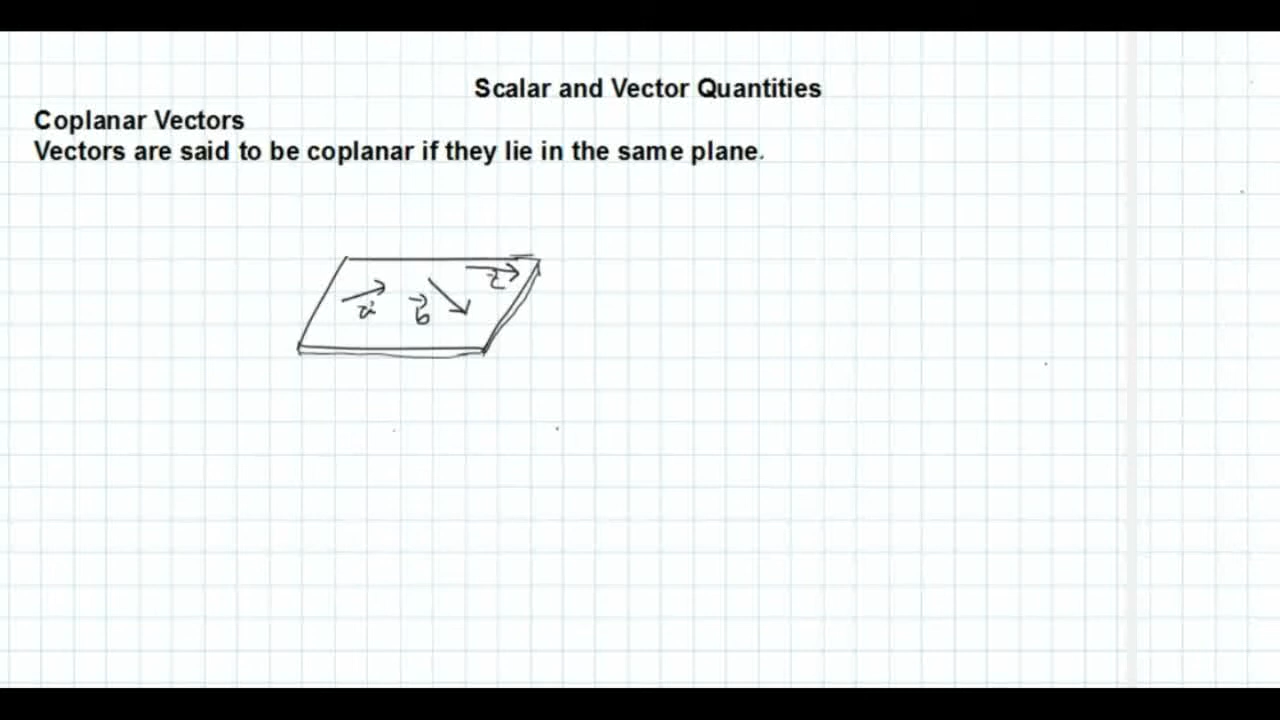 Scalar and Vector Quantities
Coplanar Vectors
Vectors are said to be coplanar if they lie in the same plane.
a
b
c